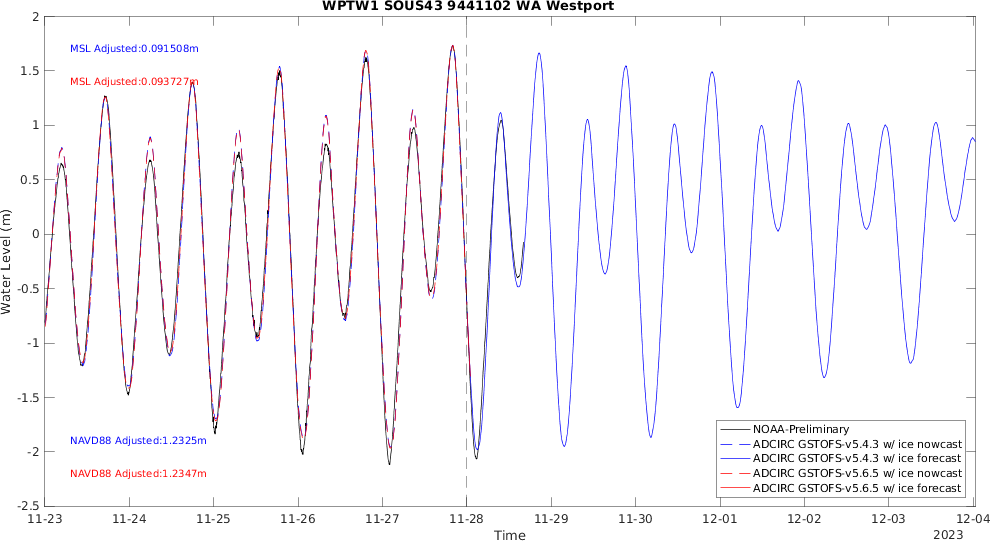 WPTW1 SOUS43 9441102 WA Westport
2
1.5
1
0.5
0
-0.5
-1
-1.5
-2
-2.5
Water Level (m)
MSL Adjusted:0.091508m
MSL Adjusted:0.093727m
NAVD88 Adjusted:1.2325m
NAVD88 Adjusted:1.2347m
NOAA-Preliminary
ADCIRC GSTOFS-v5.4.3 w/ ice nowcast
ADCIRC GSTOFS-v5.4.3 w/ ice forecast
ADCIRC GSTOFS-v5.6.5 w/ ice nowcast
ADCIRC GSTOFS-v5.6.5 w/ ice forecast
11-23 11-24 11-25 11-26 11-27 11-28 11-29 11-30 12-01 12-02 12-03 12-04
Time
2023